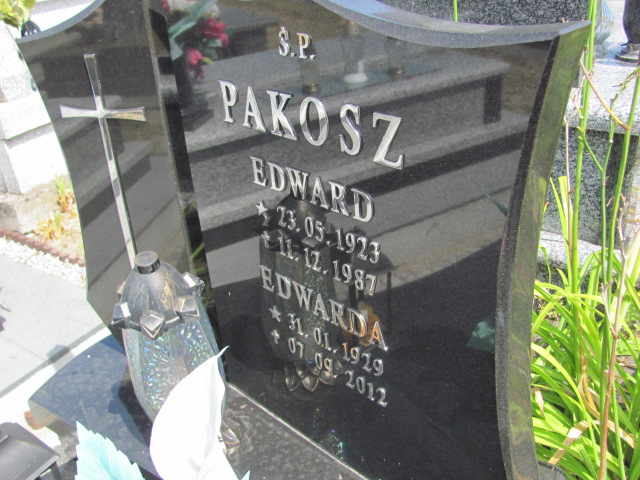 Ś.P.
PAKOSZ
EDWARD
★ 23.05.1923
✝ 11.12.1987
EDWARDA
★ 31.01.1929
✝ 07.09.2012